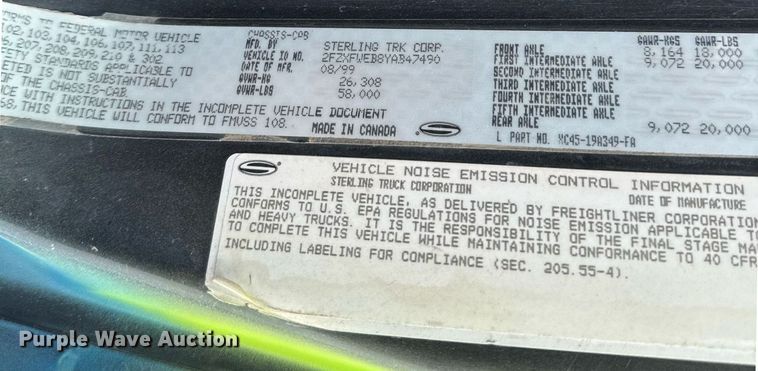 ORMS TO FEDERAL MOTOR VEHICLE
102, 103, 104, 106, 107, 111, 113
6, 207, 208, 209, 210 & 302
FETY STANDARDS APPLICABLE TO
LETED IS NOT SUBSTANTIALLY
OF THE CHASSIS-CAB.
NCE WITH INSTRUCTIONS IN THE INCOMPLETE VEHICLE DOCUMENT
68, THIS VEHICLE WILL CONFORM TO FMVSS 108.
CHASSIS-CAB
MFD. BY STERLING TRK CORP.
VEHICLE ID NO. 2FZXFWEB8YAB47490
DATE OF MFR. 08/99
GVWR-KG 26,308
GVWR-LBS 58,000
MADE IN CANADA
GAWR-KGS GAWR-LBS
FRONT AXLE 8,164 18,000
FIRST INTERMEDIATE AXLE 9,072 20,000
SECOND INTERMEDIATE AXLE
THIRD INTERMEDIATE AXLE
FOURTH INTERMEDIATE AXLE
FIFTH INTERMEDIATE AXLE
REAR AXLE 9,072 20,000
L PART NO. XC45-19A349-FA
VEHICLE NOISE EMISSION CONTROL INFORMATION
STERLING TRUCK CORPORATION DATE OF MANUFACTURE
THIS INCOMPLETE VEHICLE, AS DELIVERED BY FREIGHTLINER CORPORATION
CONFORMS TO U.S. EPA REGULATIONS FOR NOISE EMISSION APPLICABLE TO
AND HEAVY TRUCKS. IT IS THE RESPONSIBILITY OF THE FINAL STAGE MA
TO COMPLETE THIS VEHICLE WHILE MAINTAINING CONFORMANCE TO 40 CFR
INCLUDING LABELING FOR COMPLIANCE (SEC. 205.55-4).
Purple Wave Auction